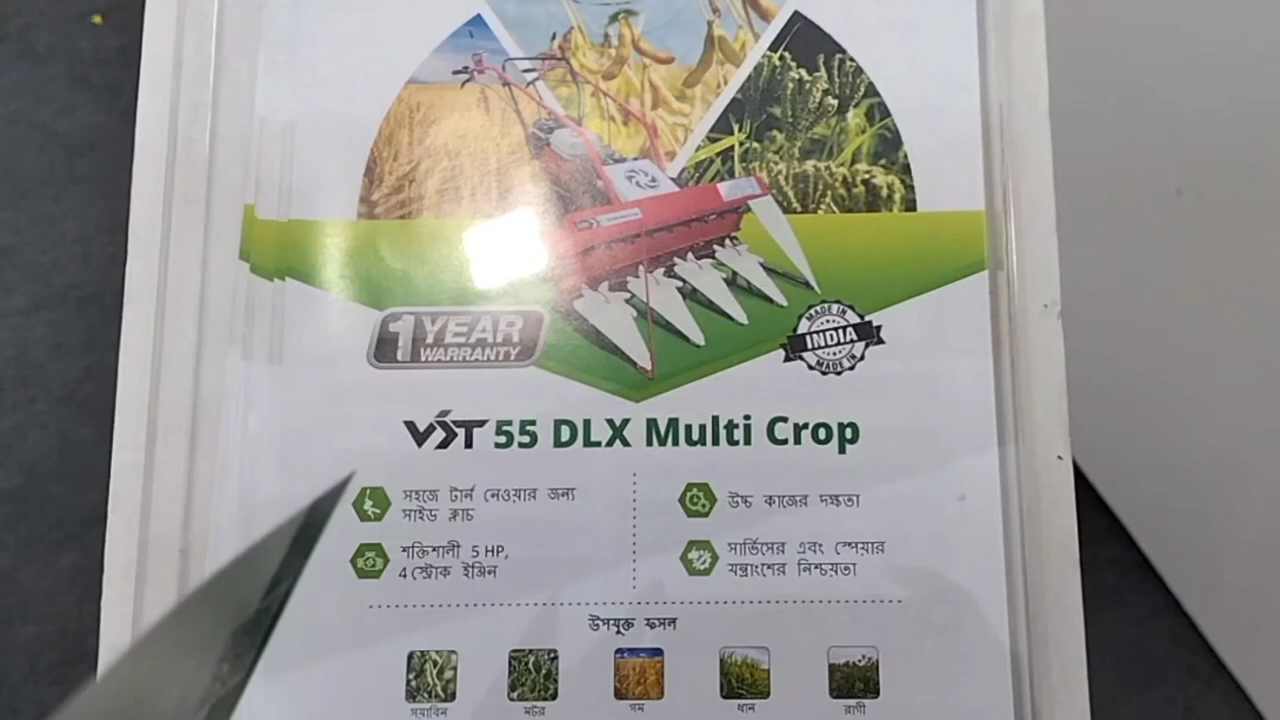 1 YEAR
WARRANTY
MADE IN
INDIA
MADE IN
VST 55 DLX Multi Crop
সহজে টার্ন নেওয়ার জন্য
সাইড ক্লাচ
উচ্চ কাজের দক্ষতা
শক্তিশালী 5 HP,
4 স্ট্রোক ইঞ্জিন
সার্ভিসের এবং স্পেয়ার
যন্ত্রাংশের নিশ্চয়তা
উপযুক্ত ফসল
সয়াবিন
মটর
গম
ধান
রাগী